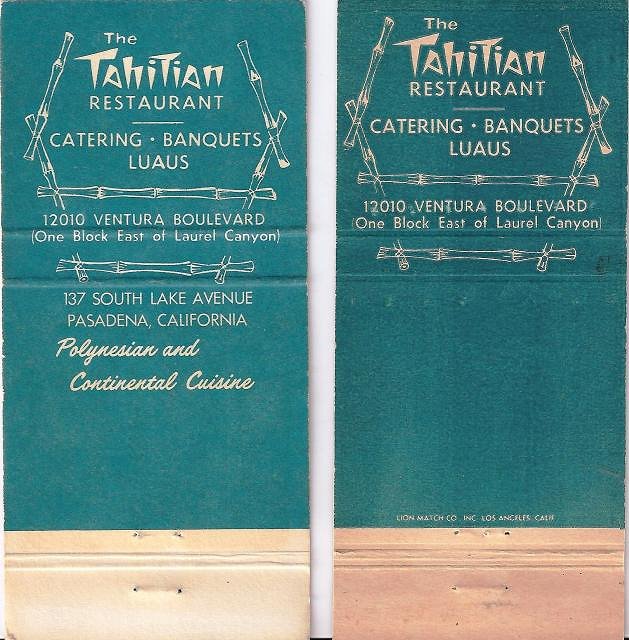 The
Tahitian
RESTAURANT
CATERING · BANQUETS
LUAUS
12010 VENTURA BOULEVARD
(One Block East of Laurel Canyon)
137 SOUTH LAKE AVENUE
PASADENA, CALIFORNIA
Polynesian and
Continental Cuisine
The
Tahitian
RESTAURANT
CATERING · BANQUETS
LUAUS
12010 VENTURA BOULEVARD
(One Block East of Laurel Canyon)
LION MATCH CO. INC. LOS ANGELES, CALIF.